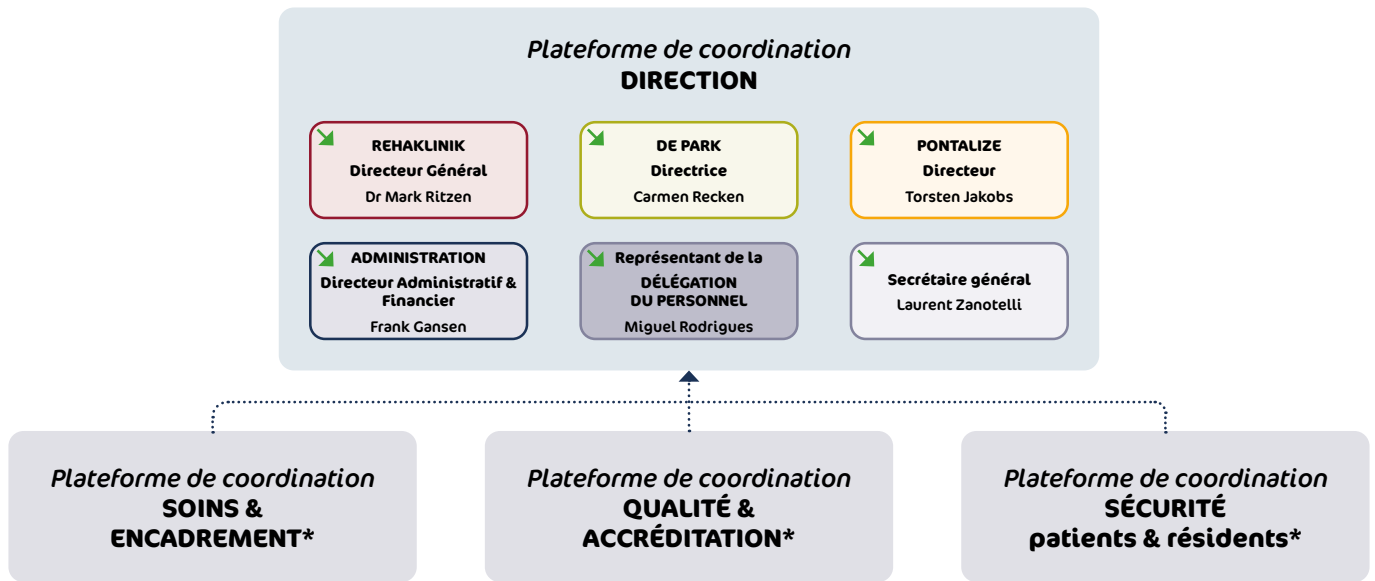 Plateforme de coordination
DIRECTION
REHAKLINIK
Directeur Général
Dr Mark Ritzen
DE PARK
Directrice
Carmen Recken
PONTALIZE
Directeur
Torsten Jakobs
ADMINISTRATION
Directeur Administratif &
Financier
Frank Gansen
Représentant de la
DÉLÉGATION
DU PERSONNEL
Miguel Rodrigues
Secrétaire général
Laurent Zanotelli
Plateforme de coordination
SOINS &
ENCADREMENT*
Plateforme de coordination
QUALITÉ &
ACCRÉDITATION*
Plateforme de coordination
SÉCURITÉ
patients & résidents*